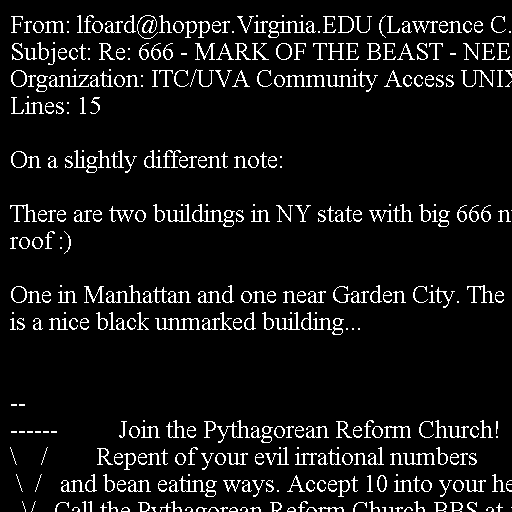 From: lfoard@hopper.Virginia.EDU (Lawrence C.
Subject: Re: 666 - MARK OF THE BEAST - NEE
Organization: ITC/UVA Community Access UNIX
Lines: 15
On a slightly different note:
There are two buildings in NY state with big 666 n
roof :)
One in Manhattan and one near Garden City. The
is a nice black unmarked building...
--
------ Join the Pythagorean Reform Church!
\ / Repent of your evil irrational numbers
\ / and bean eating ways. Accept 10 into your he
\/ Call the Pythagorean Reform Church BBS at